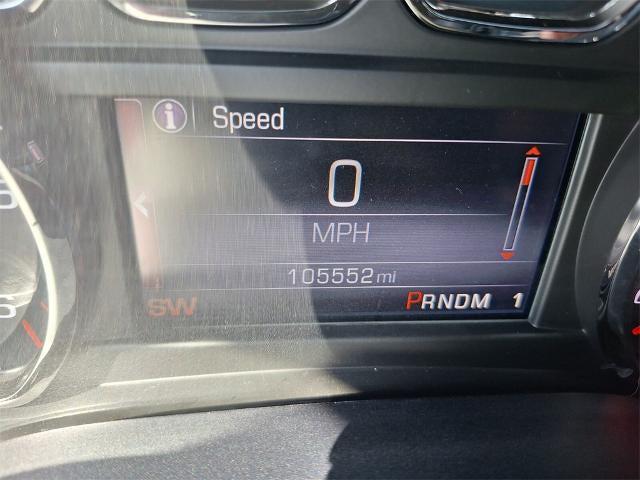 Speed
0
MPH
105552 mi
SW PRNDM 1